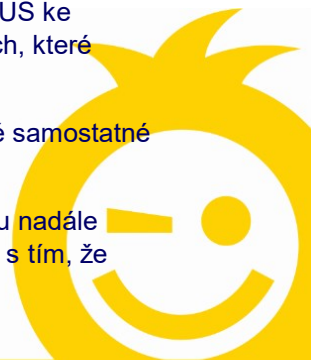 US ke
ch, které
samostatné
u nadále
s tím, že